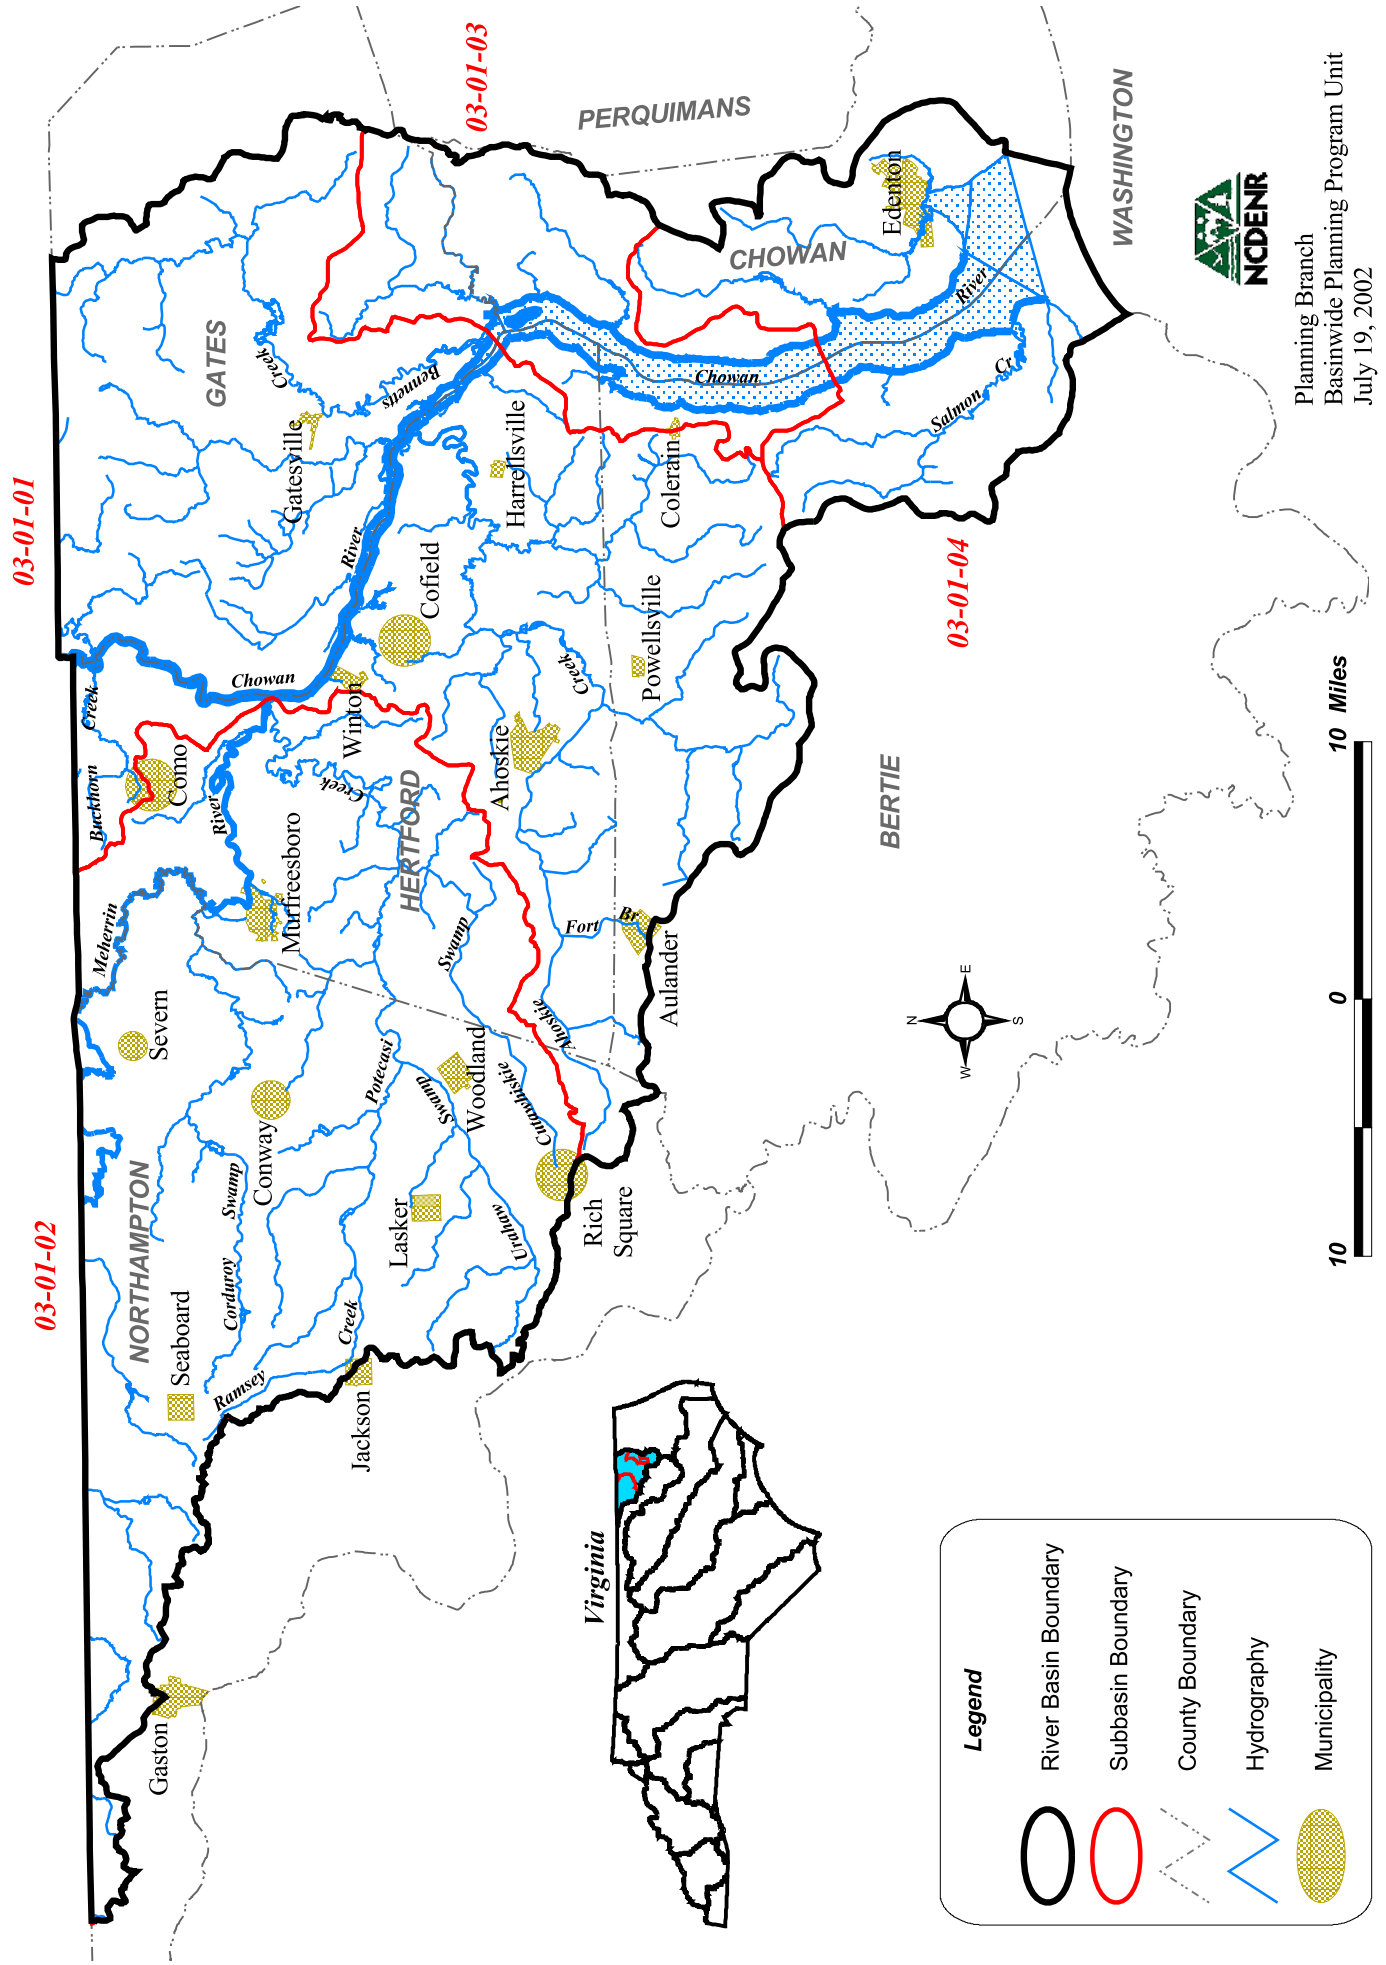 03-01-02
03-01-01
03-01-03
03-01-04
NORTHAMPTON
HERTFORD
GATES
PERQUIMANS
CHOWAN
WASHINGTON
BERTIE
Gaston
Seaboard
Jackson
Conway
Severn
Lasker
Woodland
Rich
Square
Murfreesboro
Como
Winton
Cofield
Ahoskie
Aulander
Powellsville
Harrellsville
Colerain
Gatesville
Edenton
Ramsey
Creek
Corduroy
Swamp
Urahaw
Swamp
Potecasi
Creek
Cutawhiskie
Swamp
Ahoskie
Creek
Fort
Br
Meherrin
River
Buckhorn
Creek
Chowan
River
Bennetts
Creek
Chowan
River
Salmon
Cr
Virginia
N
E
S
W
10
0
10 Miles
Legend
River Basin Boundary
Subbasin Boundary
County Boundary
Hydrography
Municipality
NCDENR
Planning Branch
Basinwide Planning Program Unit
July 19, 2002